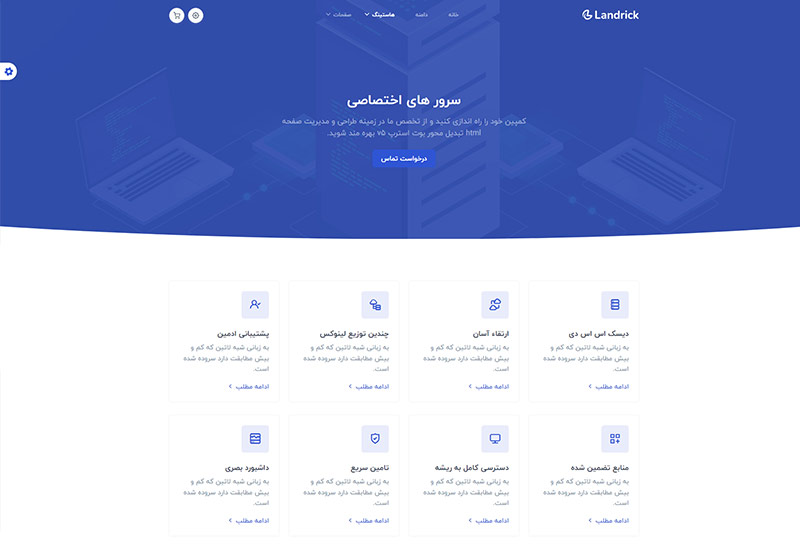 Landrick
خانه
دامنه
هاستینگ
صفحات
سرور های اختصاصی
کمپین خود را راه اندازی کنید و از تخصص ما در زمینه طراحی و مدیریت صفحه
html تبدیل محور بوت استرپ v5 بهره مند شوید.
درخواست تماس
دیسک اس اس دی
به زبانی شبه لاتین که کم و
بیش مطابقت دارد سروده شده
است.
ادامه مطلب
ارتقاء آسان
به زبانی شبه لاتین که کم و
بیش مطابقت دارد سروده شده
است.
ادامه مطلب
چندین توزیع لینوکس
به زبانی شبه لاتین که کم و
بیش مطابقت دارد سروده شده
است.
ادامه مطلب
پشتیبانی ادمین
به زبانی شبه لاتین که کم و
بیش مطابقت دارد سروده شده
است.
ادامه مطلب
منابع تضمین شده
به زبانی شبه لاتین که کم و
بیش مطابقت دارد سروده شده
است.
ادامه مطلب
دسترسی کامل به ریشه
به زبانی شبه لاتین که کم و
بیش مطابقت دارد سروده شده
است.
ادامه مطلب
تامین سریع
به زبانی شبه لاتین که کم و
بیش مطابقت دارد سروده شده
است.
ادامه مطلب
داشبورد بصری
به زبانی شبه لاتین که کم و
بیش مطابقت دارد سروده شده
است.
ادامه مطلب